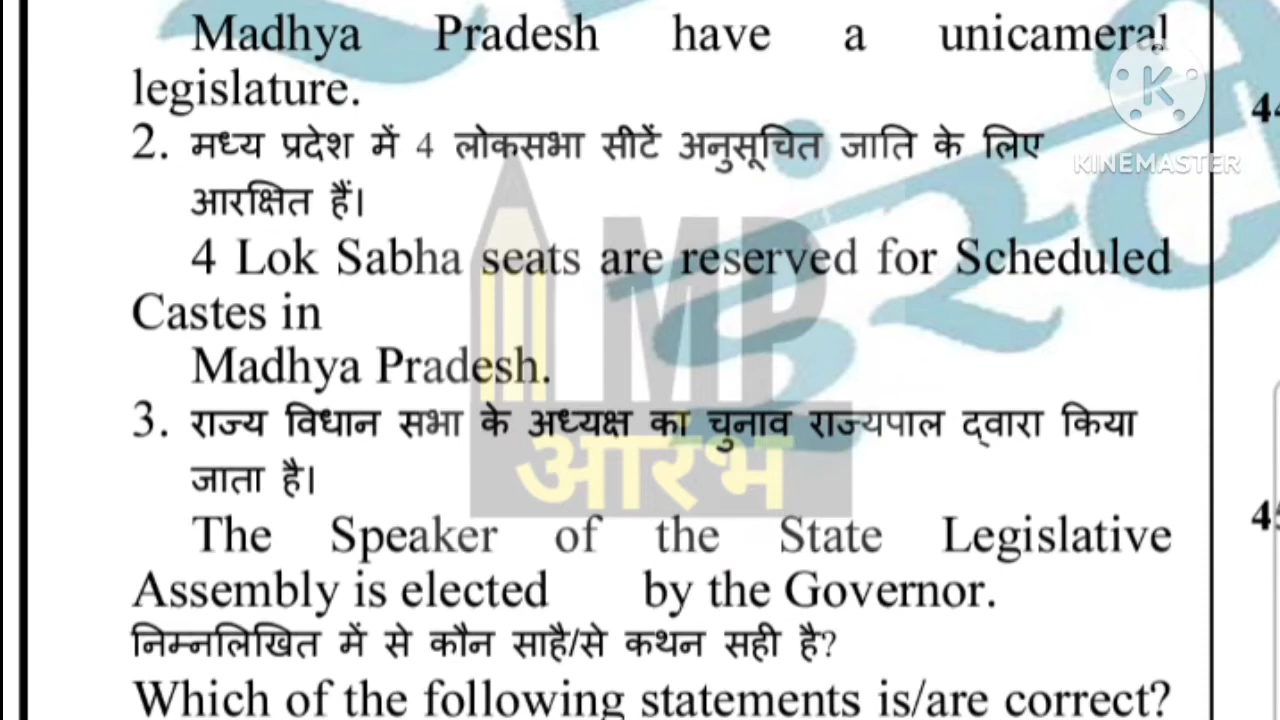 Madhya Pradesh have a unicameral
legislature.
2. मध्य प्रदेश में 4 लोकसभा सीटें अनुसूचित जाति के लिए
आरक्षित हैं।
4 Lok Sabha seats are reserved for Scheduled
Castes in
Madhya Pradesh.
3. राज्य विधान सभा के अध्यक्ष का चुनाव राज्यपाल द्वारा किया
जाता है।
The Speaker of the State Legislative
Assembly is elected by the Governor.
निम्नलिखित में से कौन साहै/से कथन सही है?
Which of the following statements is/are correct?
K
KINEMASTER
MP
आरंभ